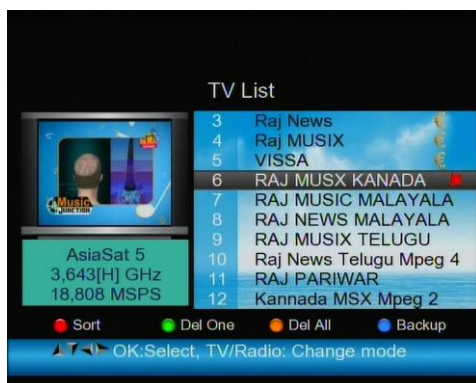 TV List
3 Raj News €
4 Raj MUSIX €
5 VISSA €
6 RAJ MUSX KANADA
7 RAJ MUSIC MALAYALA
8 RAJ NEWS MALAYALA
9 RAJ MUSIX TELUGU
10 Raj News Telugu Mpeg 4
11 RAJ PARIWAR
12 Kannada MSX Mpeg 2
Music
JUNCTION
AsiaSat 5
3,643[H] GHz
18,808 MSPS
Sort Del One Del All Backup
OK:Select, TV/Radio: Change mode